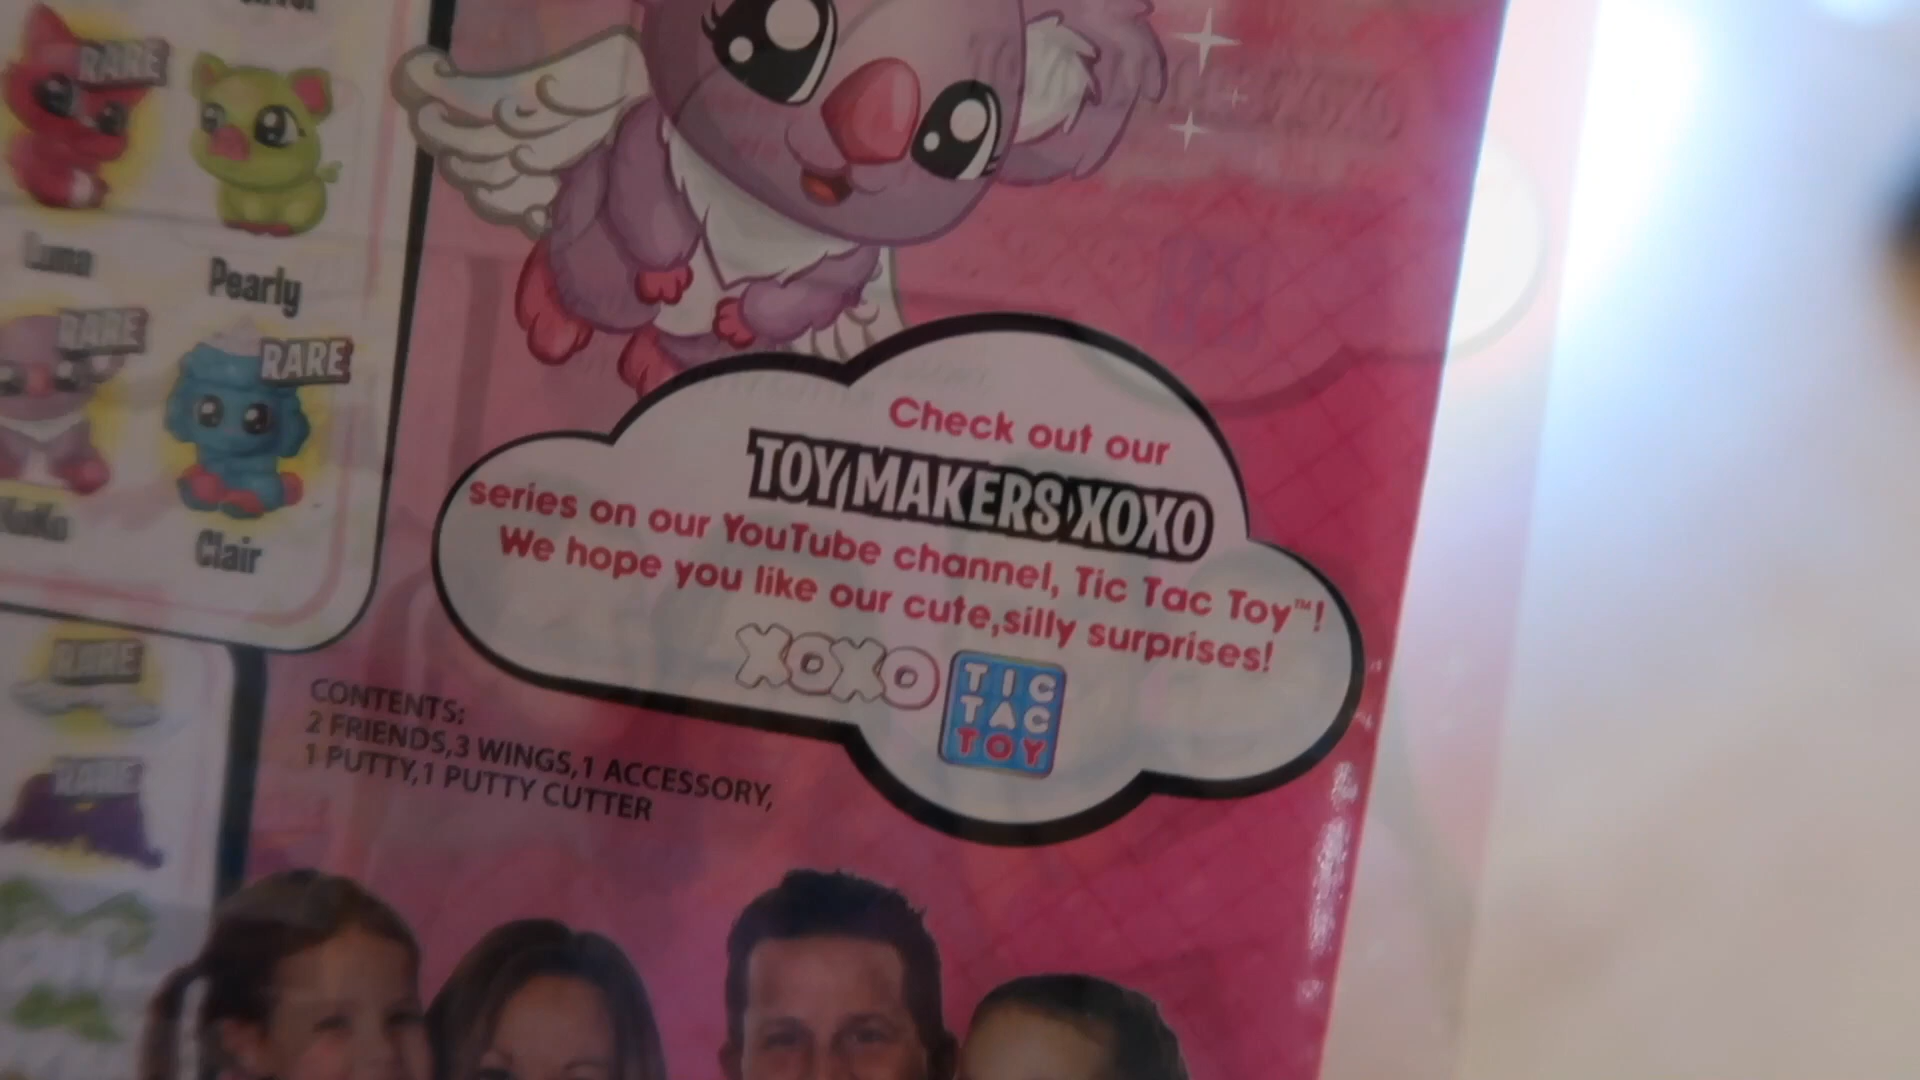 RARE
Luna
Pearly
RARE
RARE
KoKo
Clair
RARE
RARE
Check out our
TOY MAKERS XOXO
series on our YouTube channel, Tic Tac Toy™!
We hope you like our cute,silly surprises!
XOXO
TIC
TAC
TOY
CONTENTS:
2 FRIENDS,3 WINGS,1 ACCESSORY,
1 PUTTY,1 PUTTY CUTTER